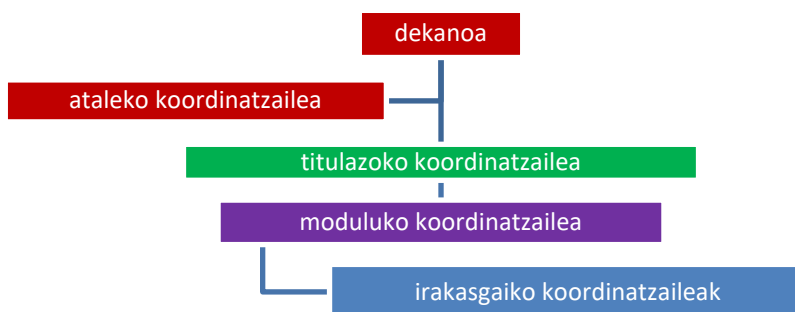 dekanoa
ataleko koordinatzailea
titulazoko koordinatzailea
moduluko koordinatzailea
irakasgaiko koordinatzaileak